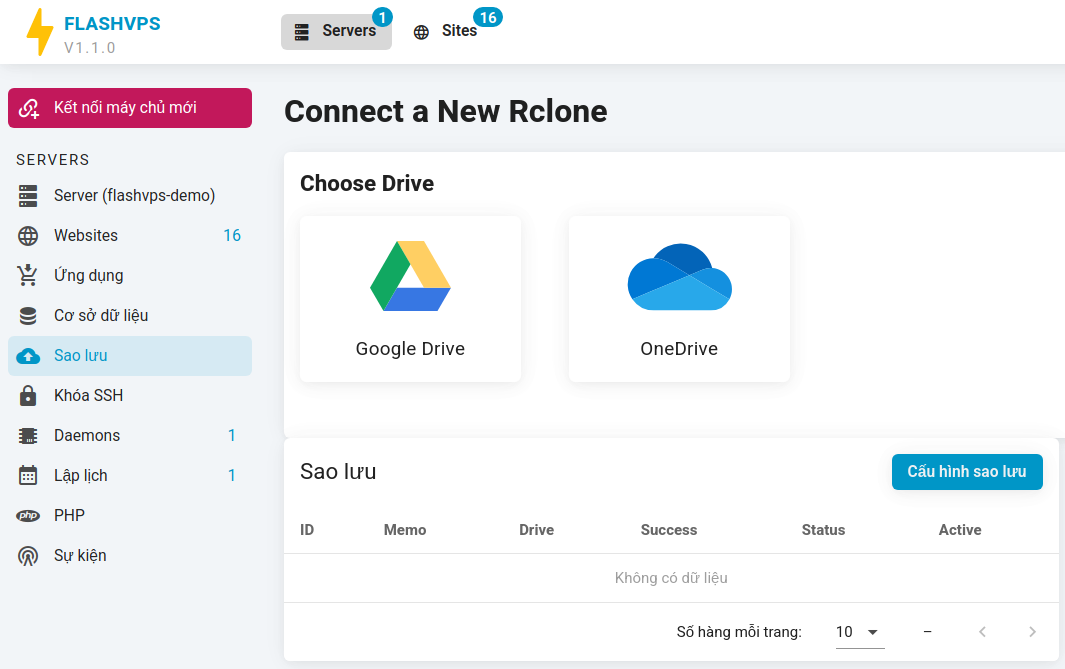 FLASHVPS
V1.1.0
Servers 1
Sites 16
Kết nối máy chủ mới
SERVERS
Server (flashvps-demo)
Websites 16
Ứng dụng
Cơ sở dữ liệu
Sao lưu
Khóa SSH
Daemons 1
Lập lịch 1
php PHP
Sự kiện
Connect a New Rclone
Choose Drive
Google Drive
OneDrive
Sao lưu
Cấu hình sao lưu
ID Memo Drive Success Status Active
Không có dữ liệu
Số hàng mỗi trang: 10 –